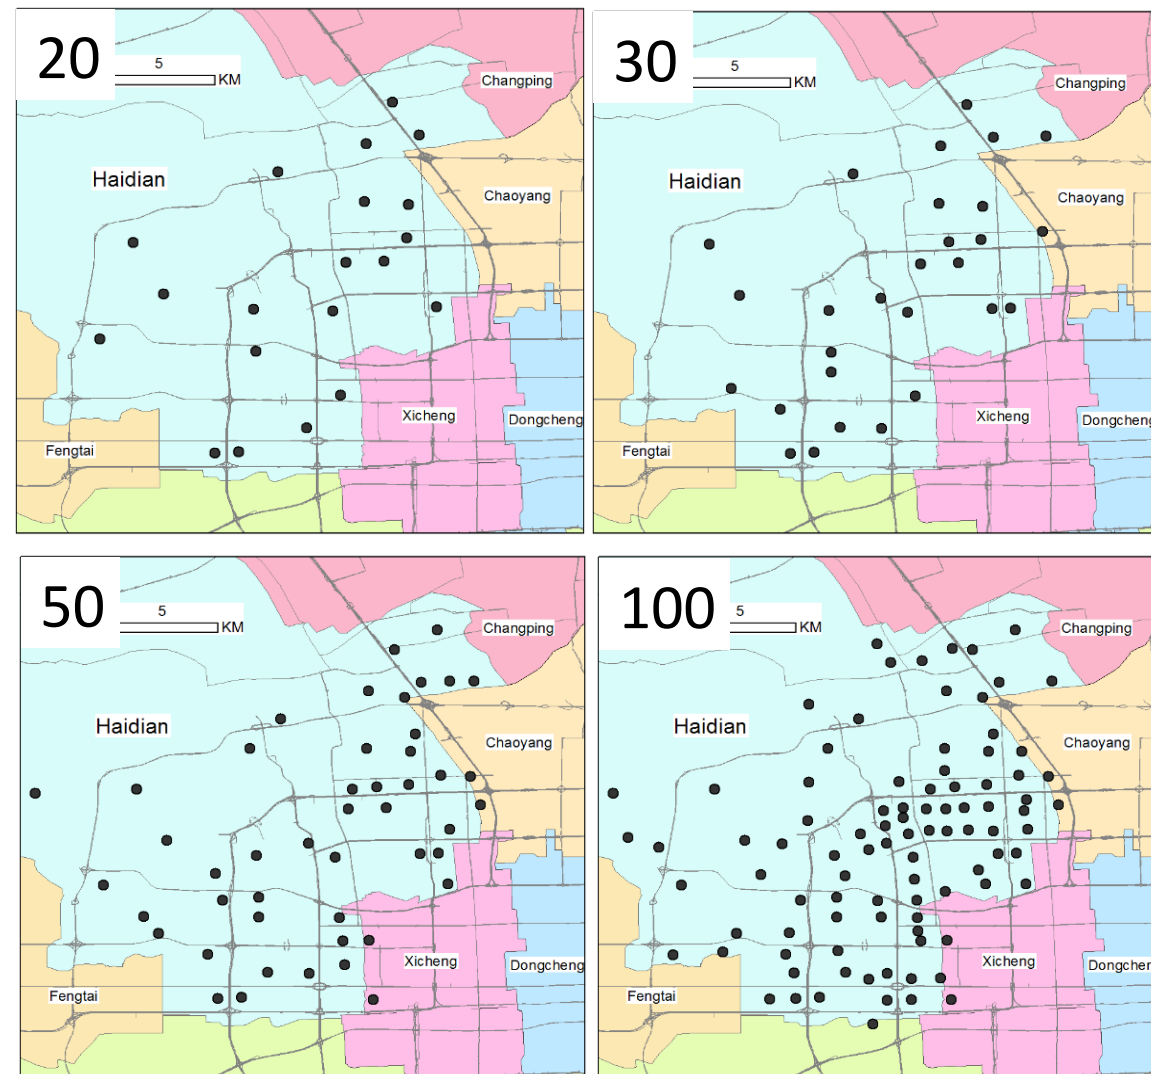 20
5
KM
Changping
Haidian
Chaoyang
Xicheng
Dongcheng
Fengtai
30
5
KM
Changping
Haidian
Chaoyang
Xicheng
Dongcheng
Fengtai
50
5
KM
Changping
Haidian
Chaoyang
Xicheng
Dongcheng
Fengtai
100
5
KM
Changping
Haidian
Chaoyang
Xicheng
Dongcher
Fengtai